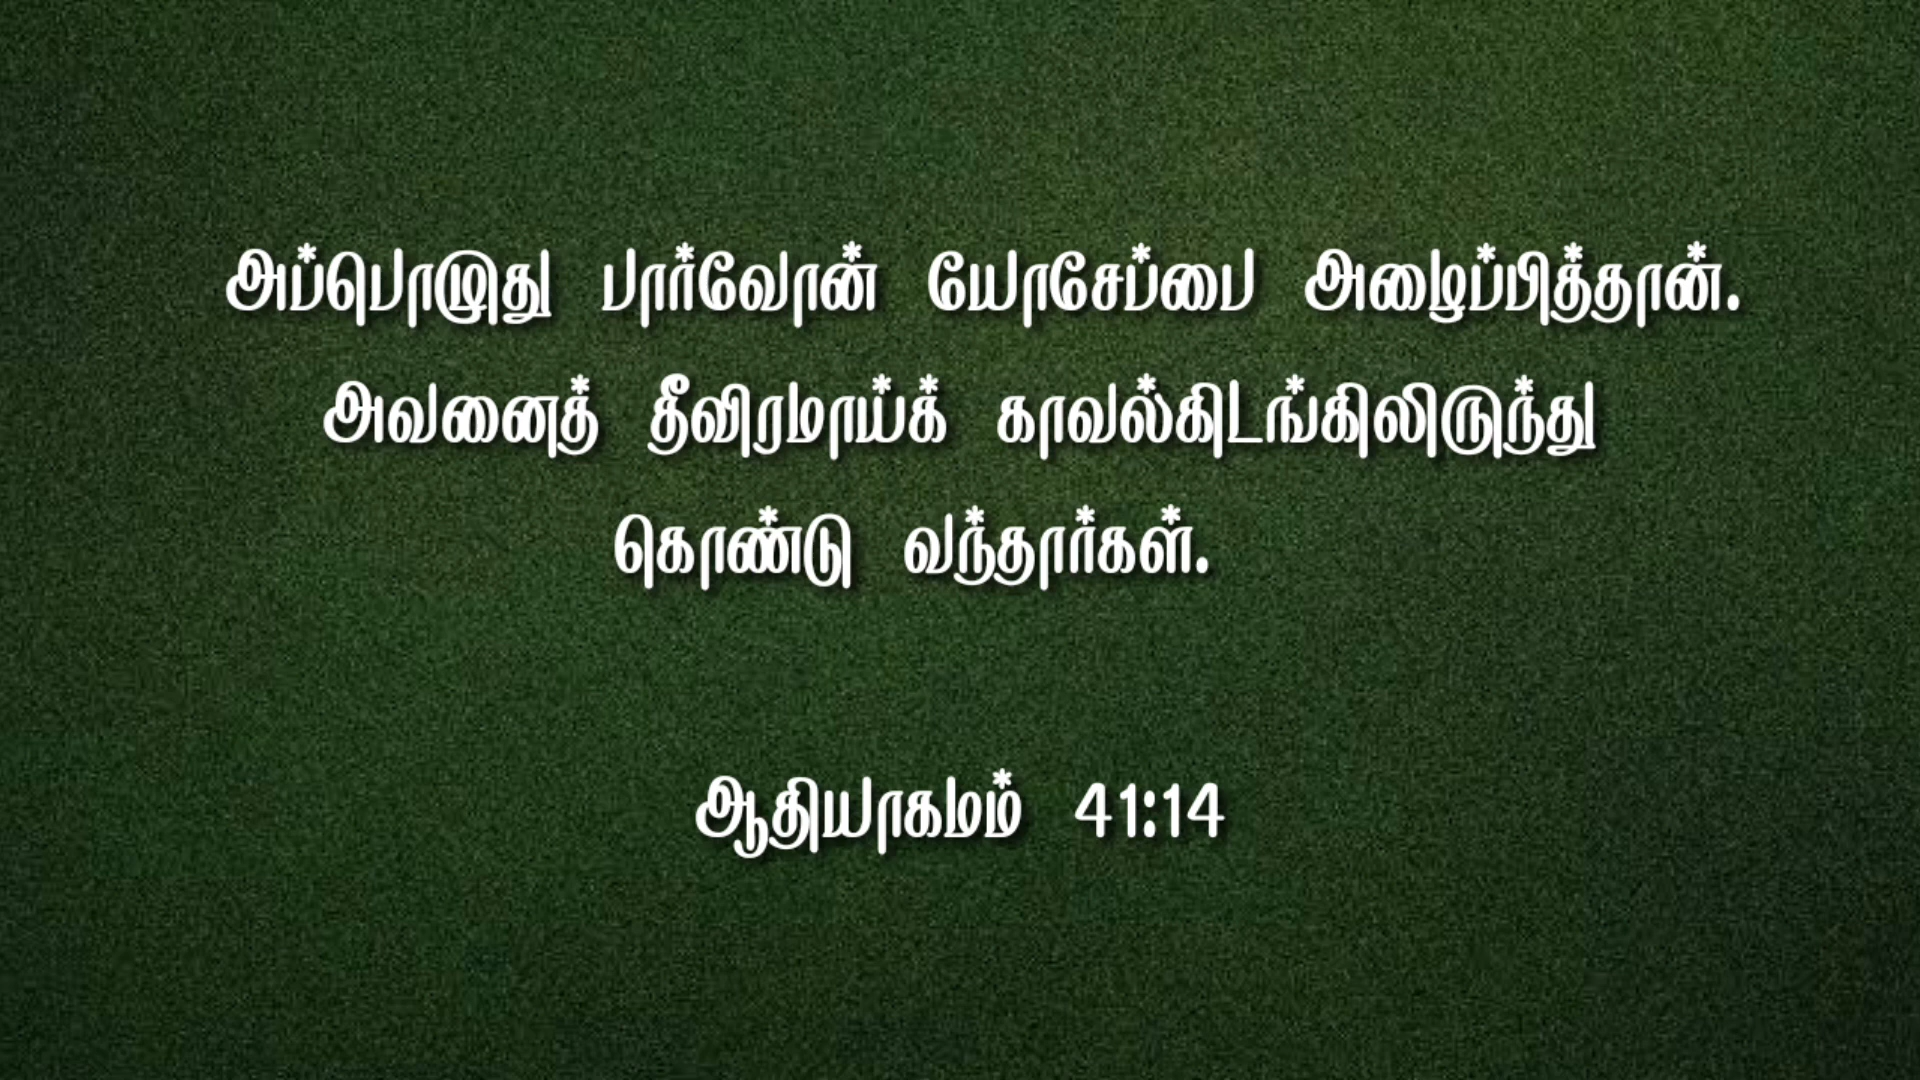 அப்பொழுது பார்வோன் யோசேப்பை அழைப்பித்தான்.
அவனைத் தீவிரமாய்க் காவல்கிடங்கிலிருந்து
கொண்டு வந்தார்கள்.
ஆதியாகமம் 41:14